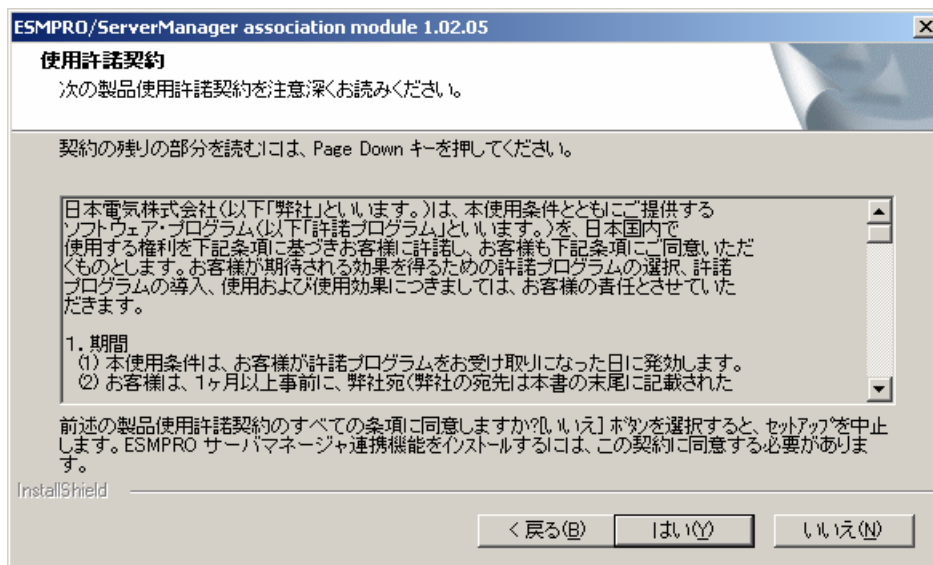 ESMPRO/ServerManager association module 1.02.05
使用許諾契約
次の製品使用許諾契約を注意深くお読みください。
契約の残りの部分を読むには、Page Down キーを押してください。
日本電気株式会社(以下「弊社」といいます。)は、本使用条件とともにご提供する
ソフトウェア・プログラム(以下「許諾プログラム」といいます。)を、日本国内で
使用する権利を下記条項に基づきお客様に許諾し、お客様も下記条項にご同意いただ
くものとします。お客様が期待される効果を得るための許諾プログラムの選択、許諾
プログラムの導入、使用および使用効果につきましては、お客様の責任とさせていた
だきます。
1. 期間
(1) 本使用条件は、お客様が許諾プログラムをお受け取りになった日に発効します。
(2) お客様は、1ヶ月以上事前に、弊社宛(弊社の宛先は本書の末尾に記載された
前述の製品使用許諾契約のすべての条項に同意しますか?[いいえ] ボタンを選択すると、セットアップを中止
します。ESMPRO サーバマネージャ連携機能をインストールするには、この契約に同意する必要がありま
す。
InstallShield
< 戻る(B)
はい(Y)
いいえ(N)